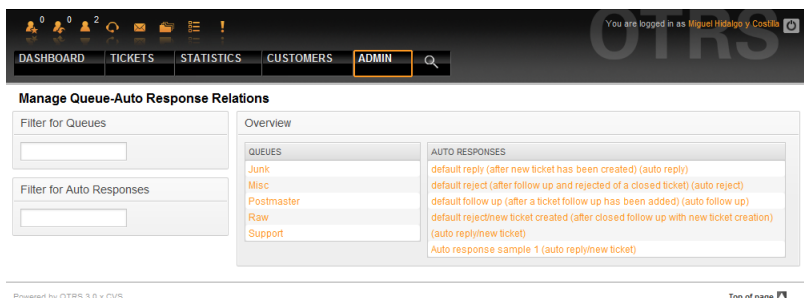 0 0 2
You are logged in as Miguel Hidalgo y Costilla
OTRS
DASHBOARD TICKETS STATISTICS CUSTOMERS ADMIN
Manage Queue-Auto Response Relations
Filter for Queues
Filter for Auto Responses
Overview
QUEUES
Junk
Misc
Postmaster
Raw
Support
AUTO RESPONSES
default reply (after new ticket has been created) (auto reply)
default reject (after follow up and rejected of a closed ticket) (auto reject)
default follow up (after a ticket follow up has been added) (auto follow up)
default reject/new ticket created (after closed follow up with new ticket creation)
(auto reply/new ticket)
Auto response sample 1 (auto reply/new ticket)
Powered by OTRS 3.0.x CVS
Top of page